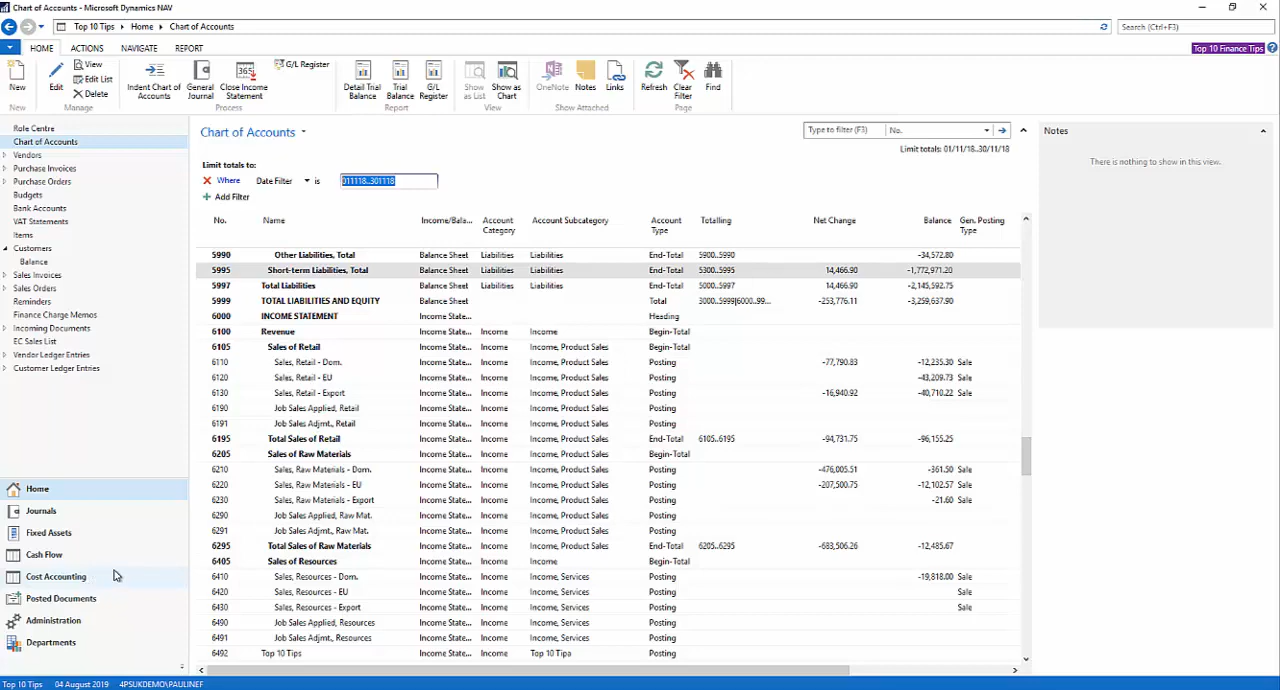 Chart of Accounts - Microsoft Dynamics NAV
Top 10 Tips Home Chart of Accounts
Search (Ctrl+F3)
HOME ACTIONS NAVIGATE REPORT
Top 10 Finance Tips
New
Edit
View
Edit List
Delete
Indent Chart of Accounts
General Journal
Close Income Statement
G/L Register
Detail Trial Balance
Trial Balance
G/L Register
Show as List
Show as Chart
OneNote
Notes
Links
Refresh
Clear Filter
Find
New Manage Process Report View Show Attached Page
Role Centre
Chart of Accounts
Vendors
Purchase Invoices
Purchase Orders
Budgets
Bank Accounts
VAT Statements
Items
Customers
Balance
Sales Invoices
Sales Orders
Reminders
Finance Charge Memos
Incoming Documents
EC Sales List
Vendor Ledger Entries
Customer Ledger Entries
Home
Journals
Fixed Assets
Cash Flow
Cost Accounting
Posted Documents
Administration
Departments
Chart of Accounts
Type to filter (F3) No.
Limit totals: 01/11/18..30/11/18
Limit totals to:
Where Date Filter is 011118..301118
Add Filter
No. Name Income/Bala... Account Category Account Subcategory Account Type Totalling Net Change Balance Gen. Posting Type
5990 Other Liabilities, Total Balance Sheet Liabilities Liabilities End-Total 5900..5990 -34,572.80
5995 Short-term Liabilities, Total Balance Sheet Liabilities Liabilities End-Total 5300..5995 14,466.90 -1,772,971.20
5997 Total Liabilities Balance Sheet Liabilities Liabilities End-Total 5000..5997 14,466.90 -2,145,592.75
5999 TOTAL LIABILITIES AND EQUITY Balance Sheet Total 3000..5999|6000..99... -253,776.11 -3,259,637.90
6000 INCOME STATEMENT Income State... Heading
6100 Revenue Income State... Income Income Begin-Total
6105 Sales of Retail Income State... Income Income, Product Sales Begin-Total
6110 Sales, Retail - Dom. Income State... Income Income, Product Sales Posting -77,790.83 -12,235.30 Sale
6120 Sales, Retail - EU Income State... Income Income, Product Sales Posting -43,209.73 Sale
6130 Sales, Retail - Export Income State... Income Income, Product Sales Posting -16,940.92 -40,710.22 Sale
6190 Job Sales Applied, Retail Income State... Income Income, Product Sales Posting
6191 Job Sales Adjmt., Retail Income State... Income Income, Product Sales Posting
6195 Total Sales of Retail Income State... Income Income, Product Sales End-Total 6105..6195 -94,731.75 -96,155.25
6205 Sales of Raw Materials Income State... Income Income, Product Sales Begin-Total
6210 Sales, Raw Materials - Dom. Income State... Income Income, Product Sales Posting -476,005.51 -361.50 Sale
6220 Sales, Raw Materials - EU Income State... Income Income, Product Sales Posting -207,500.75 -12,102.57 Sale
6230 Sales, Raw Materials - Export Income State... Income Income, Product Sales Posting -21.60 Sale
6290 Job Sales Applied, Raw Mat. Income State... Income Income, Product Sales Posting
6291 Job Sales Adjmt., Raw Mat. Income State... Income Income, Product Sales Posting
6295 Total Sales of Raw Materials Income State... Income Income, Product Sales End-Total 6205..6295 -683,506.26 -12,485.67
6405 Sales of Resources Income State... Income Income Begin-Total
6410 Sales, Resources - Dom. Income State... Income Income, Services Posting -19,818.00 Sale
6420 Sales, Resources - EU Income State... Income Income, Services Posting Sale
6430 Sales, Resources - Export Income State... Income Income, Services Posting Sale
6490 Job Sales Applied, Resources Income State... Income Income, Services Posting
6491 Job Sales Adjmt., Resources Income State... Income Income, Services Posting
6492 Top 10 Tips Income State... Income Top 10 Tipa Posting
Notes
There is nothing to show in this view.
Top 10 Tips 04 August 2019 4PSUKDEMO\PAULINEF